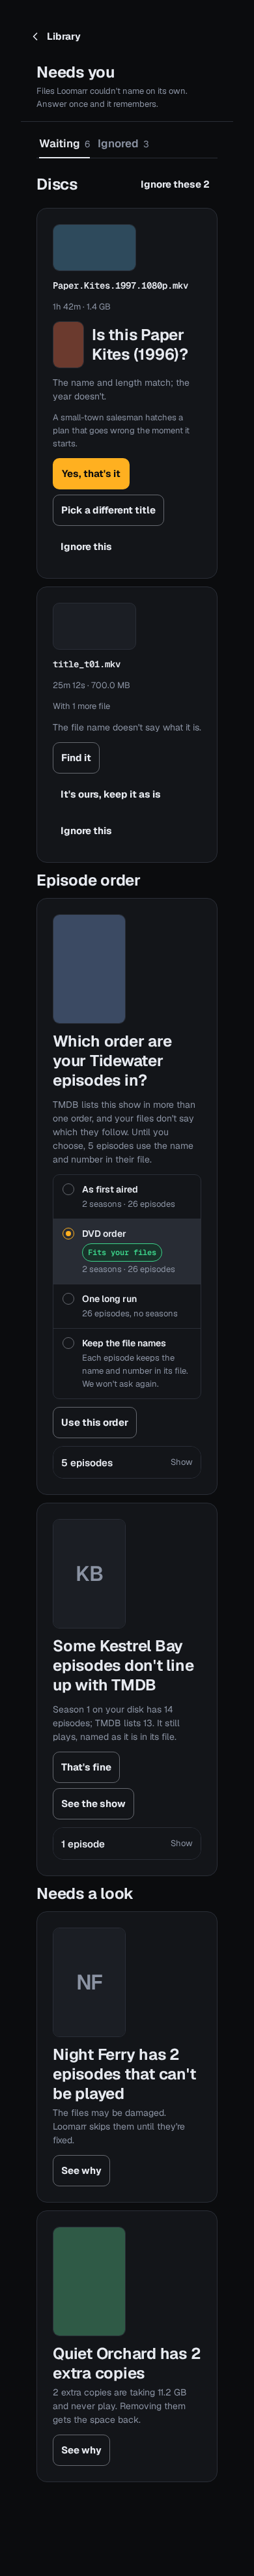 Library
Needs you
Files Loomarr couldn't name on its own.
Answer once and it remembers.
Waiting 6 Ignored 3
Discs
Ignore these 2
Paper.Kites.1997.1080p.mkv
1h 42m · 1.4 GB
Is this Paper
Kites (1996)?
The name and length match; the
year doesn't.
A small-town salesman hatches a
plan that goes wrong the moment it
starts.
Yes, that's it
Pick a different title
Ignore this
title_t01.mkv
25m 12s · 700.0 MB
With 1 more file
The file name doesn't say what it is.
Find it
It's ours, keep it as is
Ignore this
Episode order
Which order are
your Tidewater
episodes in?
TMDB lists this show in more than
one order, and your files don't say
which they follow. Until you
choose, 5 episodes use the name
and number in their file.
As first aired
2 seasons · 26 episodes
DVD order
Fits your files
2 seasons · 26 episodes
One long run
26 episodes, no seasons
Keep the file names
Each episode keeps the
name and number in its file.
We won't ask again.
Use this order
5 episodes
Show
KB
Some Kestrel Bay
episodes don't line
up with TMDB
Season 1 on your disk has 14
episodes; TMDB lists 13. It still
plays, named as it is in its file.
That's fine
See the show
1 episode
Show
Needs a look
NF
Night Ferry has 2
episodes that can't
be played
The files may be damaged.
Loomarr skips them until they're
fixed.
See why
Quiet Orchard has 2
extra copies
2 extra copies are taking 11.2 GB
and never play. Removing them
gets the space back.
See why